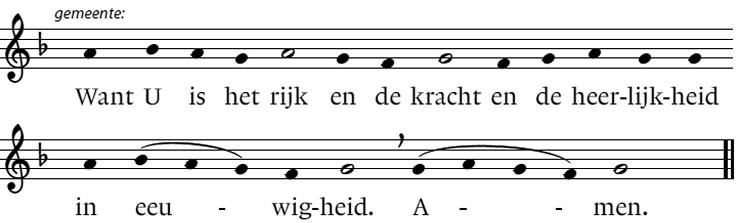 gemeente:
Want U is het rijk en de kracht en de heer-lijk-heid
in eeu - wig-heid. A - - men.